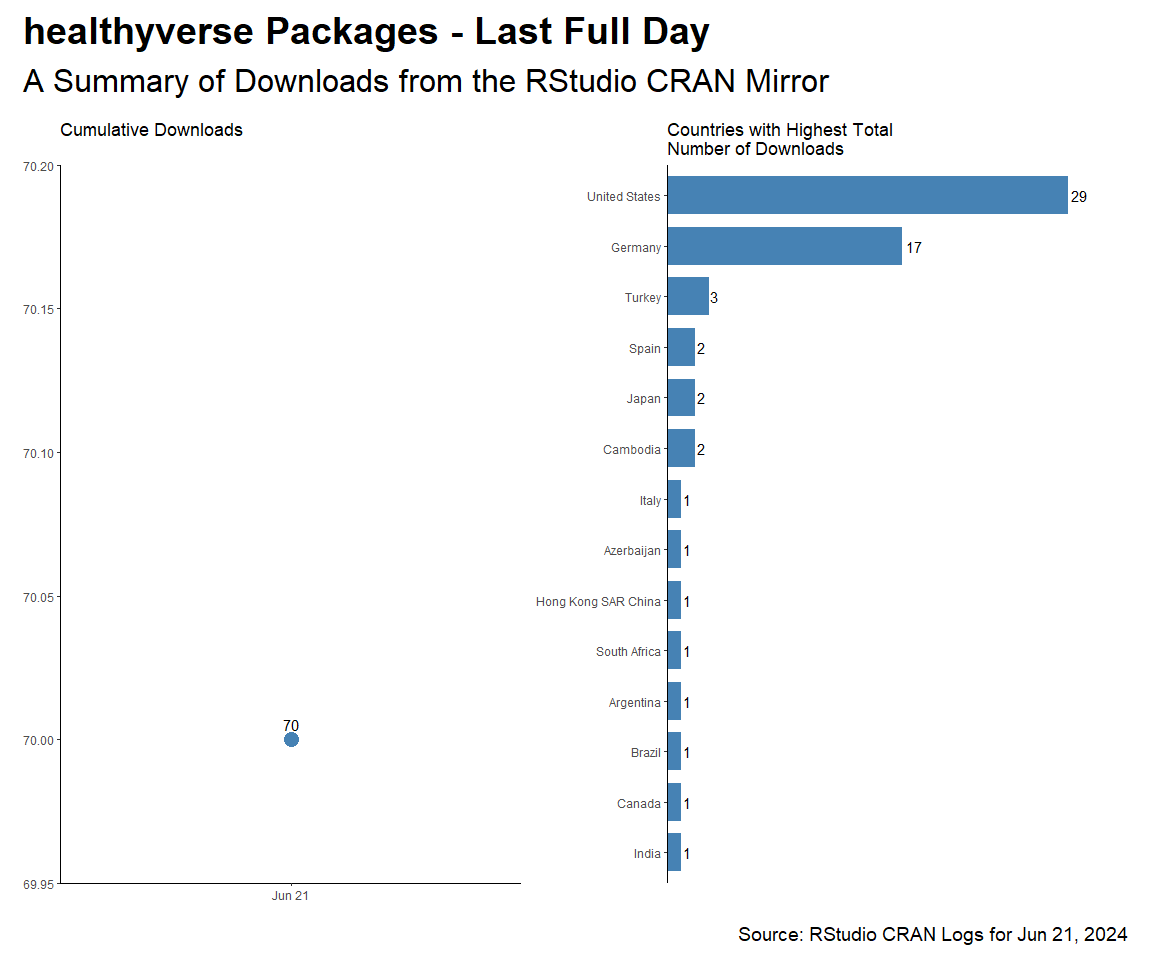 healthyverse Packages - Last Full Day
A Summary of Downloads from the RStudio CRAN Mirror
Cumulative Downloads
70.20
70.15
70.10
70.05
70.00
69.95
70
Jun 21
Countries with Highest Total
Number of Downloads
United States 29
Germany 17
Turkey 3
Spain 2
Japan 2
Cambodia 2
Italy 1
Azerbaijan 1
Hong Kong SAR China 1
South Africa 1
Argentina 1
Brazil 1
Canada 1
India 1
Source: RStudio CRAN Logs for Jun 21, 2024